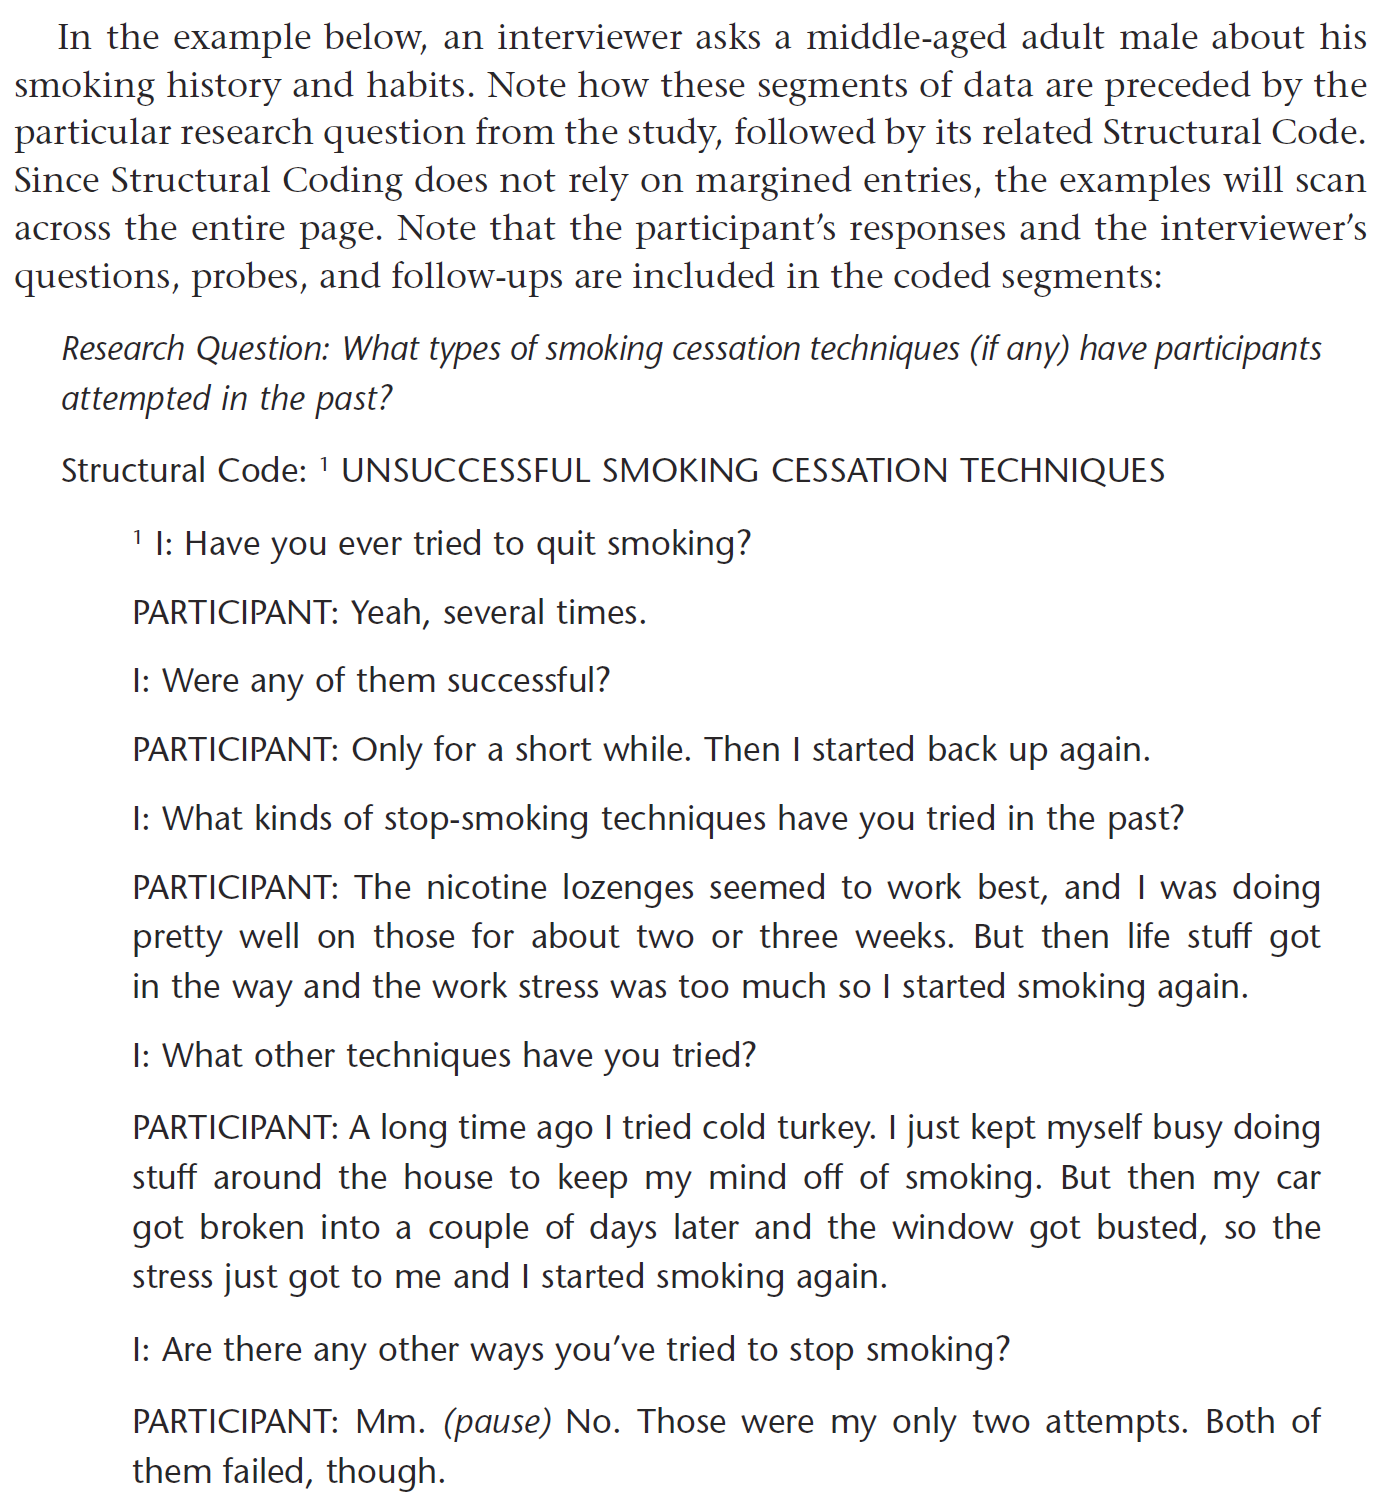 In the example below, an interviewer asks a middle-aged adult male about his
smoking history and habits. Note how these segments of data are preceded by the
particular research question from the study, followed by its related Structural Code.
Since Structural Coding does not rely on margined entries, the examples will scan
across the entire page. Note that the participant’s responses and the interviewer’s
questions, probes, and follow-ups are included in the coded segments:
Research Question: What types of smoking cessation techniques (if any) have participants
attempted in the past?
Structural Code: ¹ UNSUCCESSFUL SMOKING CESSATION TECHNIQUES
¹ I: Have you ever tried to quit smoking?
PARTICIPANT: Yeah, several times.
I: Were any of them successful?
PARTICIPANT: Only for a short while. Then I started back up again.
I: What kinds of stop-smoking techniques have you tried in the past?
PARTICIPANT: The nicotine lozenges seemed to work best, and I was doing
pretty well on those for about two or three weeks. But then life stuff got
in the way and the work stress was too much so I started smoking again.
I: What other techniques have you tried?
PARTICIPANT: A long time ago I tried cold turkey. I just kept myself busy doing
stuff around the house to keep my mind off of smoking. But then my car
got broken into a couple of days later and the window got busted, so the
stress just got to me and I started smoking again.
I: Are there any other ways you’ve tried to stop smoking?
PARTICIPANT: Mm. (pause) No. Those were my only two attempts. Both of
them failed, though.